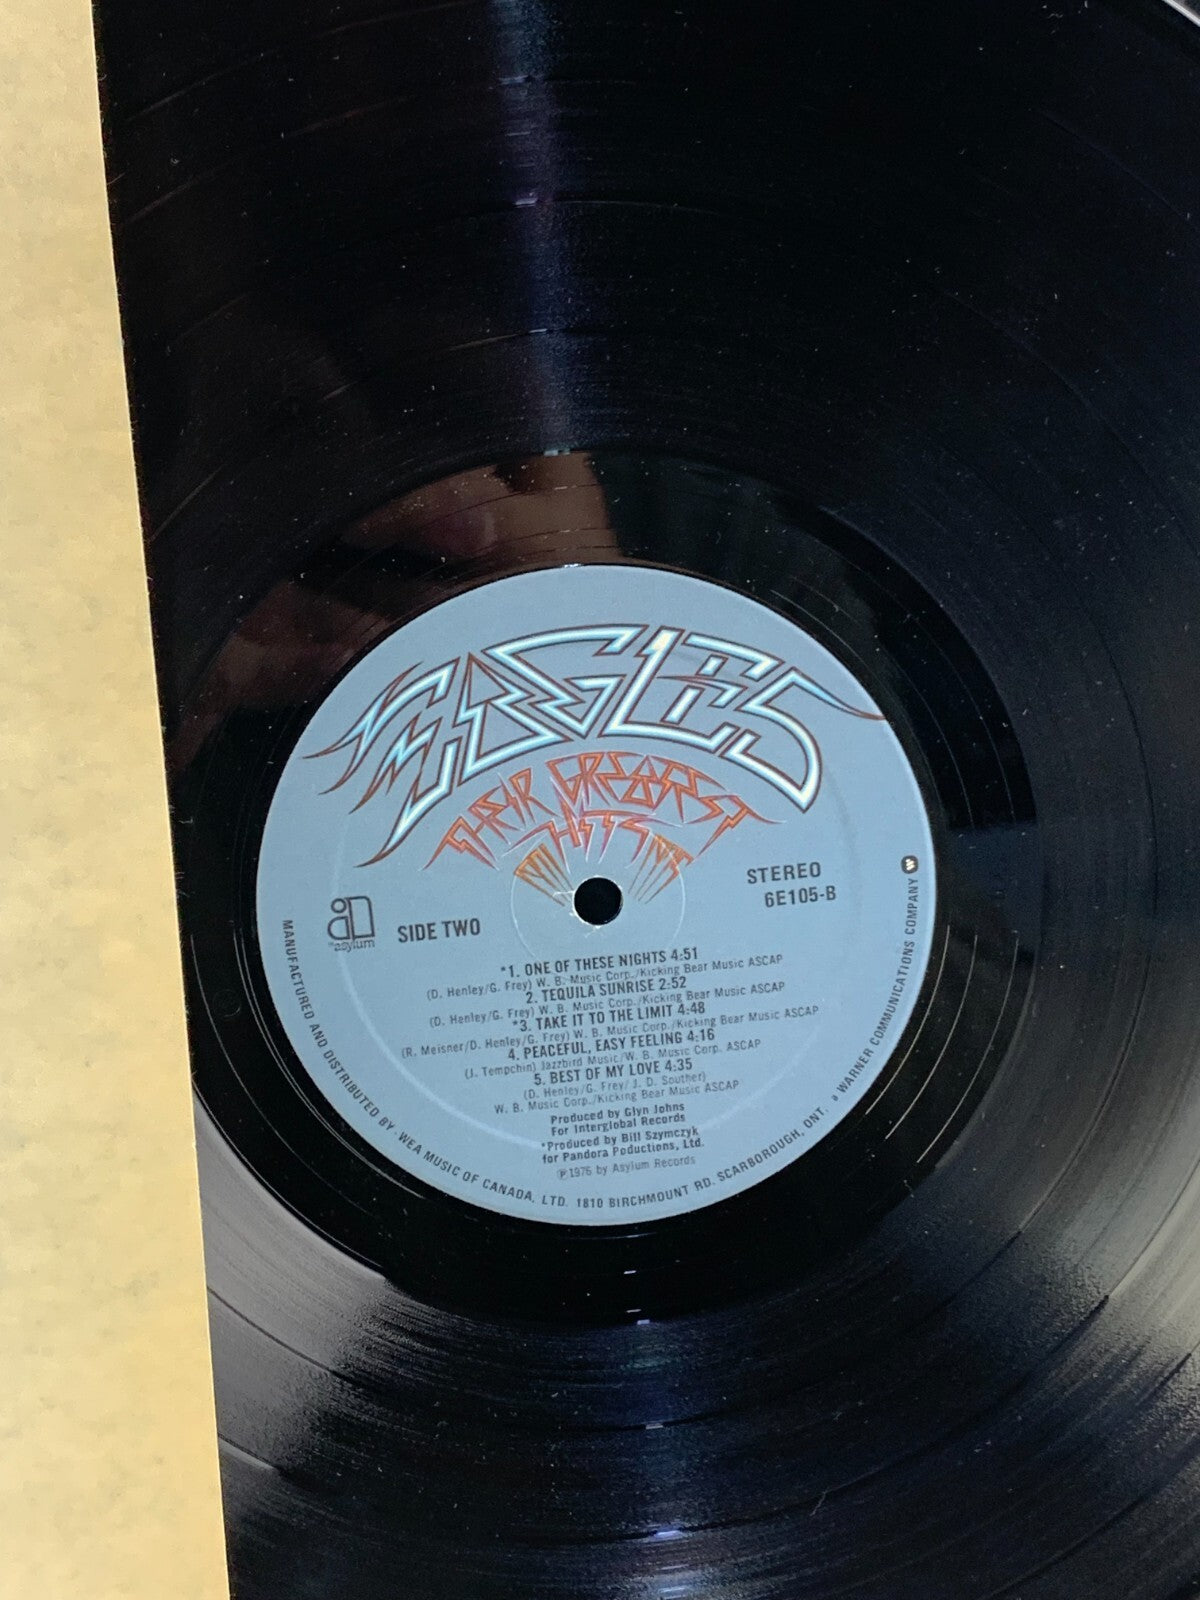 EAGLES
THEIR GREATEST
HITS
STEREO
6E105-B
asylum
SIDE TWO
*1. ONE OF THESE NIGHTS 4:51
(D. Henley/G. Frey) W. B. Music Corp./Kicking Bear Music ASCAP
2. TEQUILA SUNRISE 2:52
(D. Henley/G. Frey) W. B. Music Corp./Kicking Bear Music ASCAP
*3. TAKE IT TO THE LIMIT 4:48
(R. Meisner/D. Henley/G. Frey) W. B. Music Corp./Kicking Bear Music ASCAP
4. PEACEFUL, EASY FEELING 4:16
(J. Tempchin) Jazzbird Music/W. B. Music Corp. ASCAP
5. BEST OF MY LOVE 4:35
(D. Henley/G. Frey/ J. D. Souther)
W. B. Music Corp./Kicking Bear Music ASCAP
Produced by Glyn Johns
For Interglobal Records
*Produced by Bill Szymczyk
for Pandora Poductions, Ltd.
℗ 1976 by Asylum Records
MANUFACTURED AND DISTRIBUTED BY WEA MUSIC OF CANADA, LTD. 1810 BIRCHMOUNT RD. SCARBOROUGH, ONT. a WARNER COMMUNICATIONS COMPANY